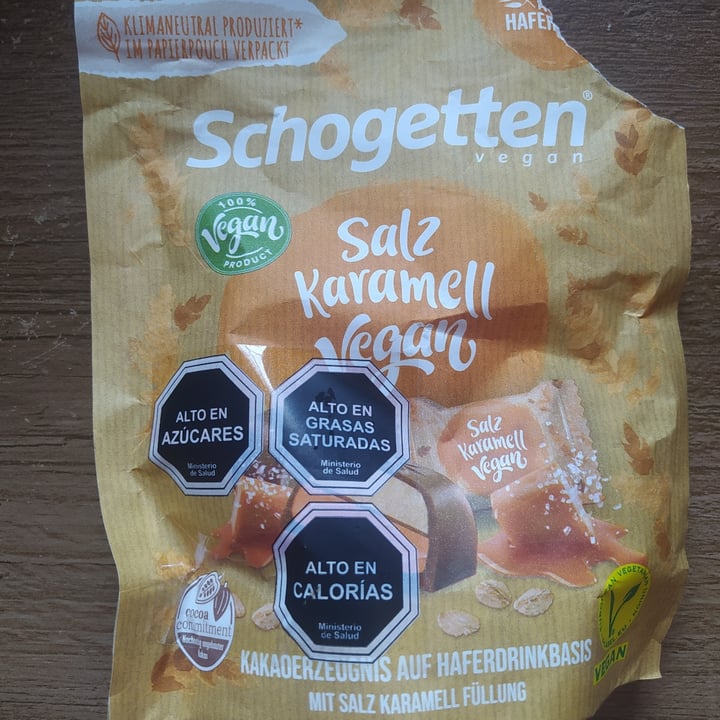 KLIMANEUTRAL PRODUZIERT*
IM PAPIERPOUCH VERPACKT
HAFER
Schogetten®
vegan
100%
Vegan
PRODUCT
Salz
Karamell
Vegan
ALTO EN
AZÚCARES
Ministerio
de Salud
ALTO EN
GRASAS
SATURADAS
Ministerio
de Salud
Salz
Karamell
Vegan
ALTO EN
CALORÍAS
Ministerio
de Salud
cocoa
commitment
VEGAN
KAKAOERZEUGNIS AUF HAFERDRINKBASIS
MIT SALZ KARAMELL FÜLLUNG